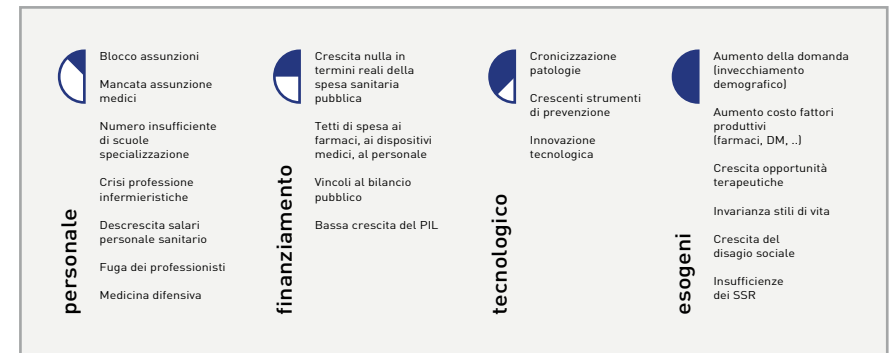 Blocco assunzioni
Mancata assunzione
medici
Numero insufficiente
di scuole
specializzazione
Crisi professione
infermieristiche
Descrescita salari
personale sanitario
Fuga dei professionisti
Medicina difensiva
personale
Crescita nulla in
termini reali della
spesa sanitaria
pubblica
Tetti di spesa ai
farmaci, ai dispositivi
medici, al personale
Vincoli al bilancio
pubblico
Bassa crescita del PIL
finanziamento
Cronicizzazione
patologie
Crescenti strumenti
di prevenzione
Innovazione
tecnologica
tecnologico
Aumento della domanda
(invecchiamento
demografico)
Aumento costo fattori
produttivi
(farmaci, DM, ..)
Crescita opportunità
terapeutiche
Invarianza stili di vita
Crescita del
disagio sociale
Insufficienze
dei SSR
esogeni